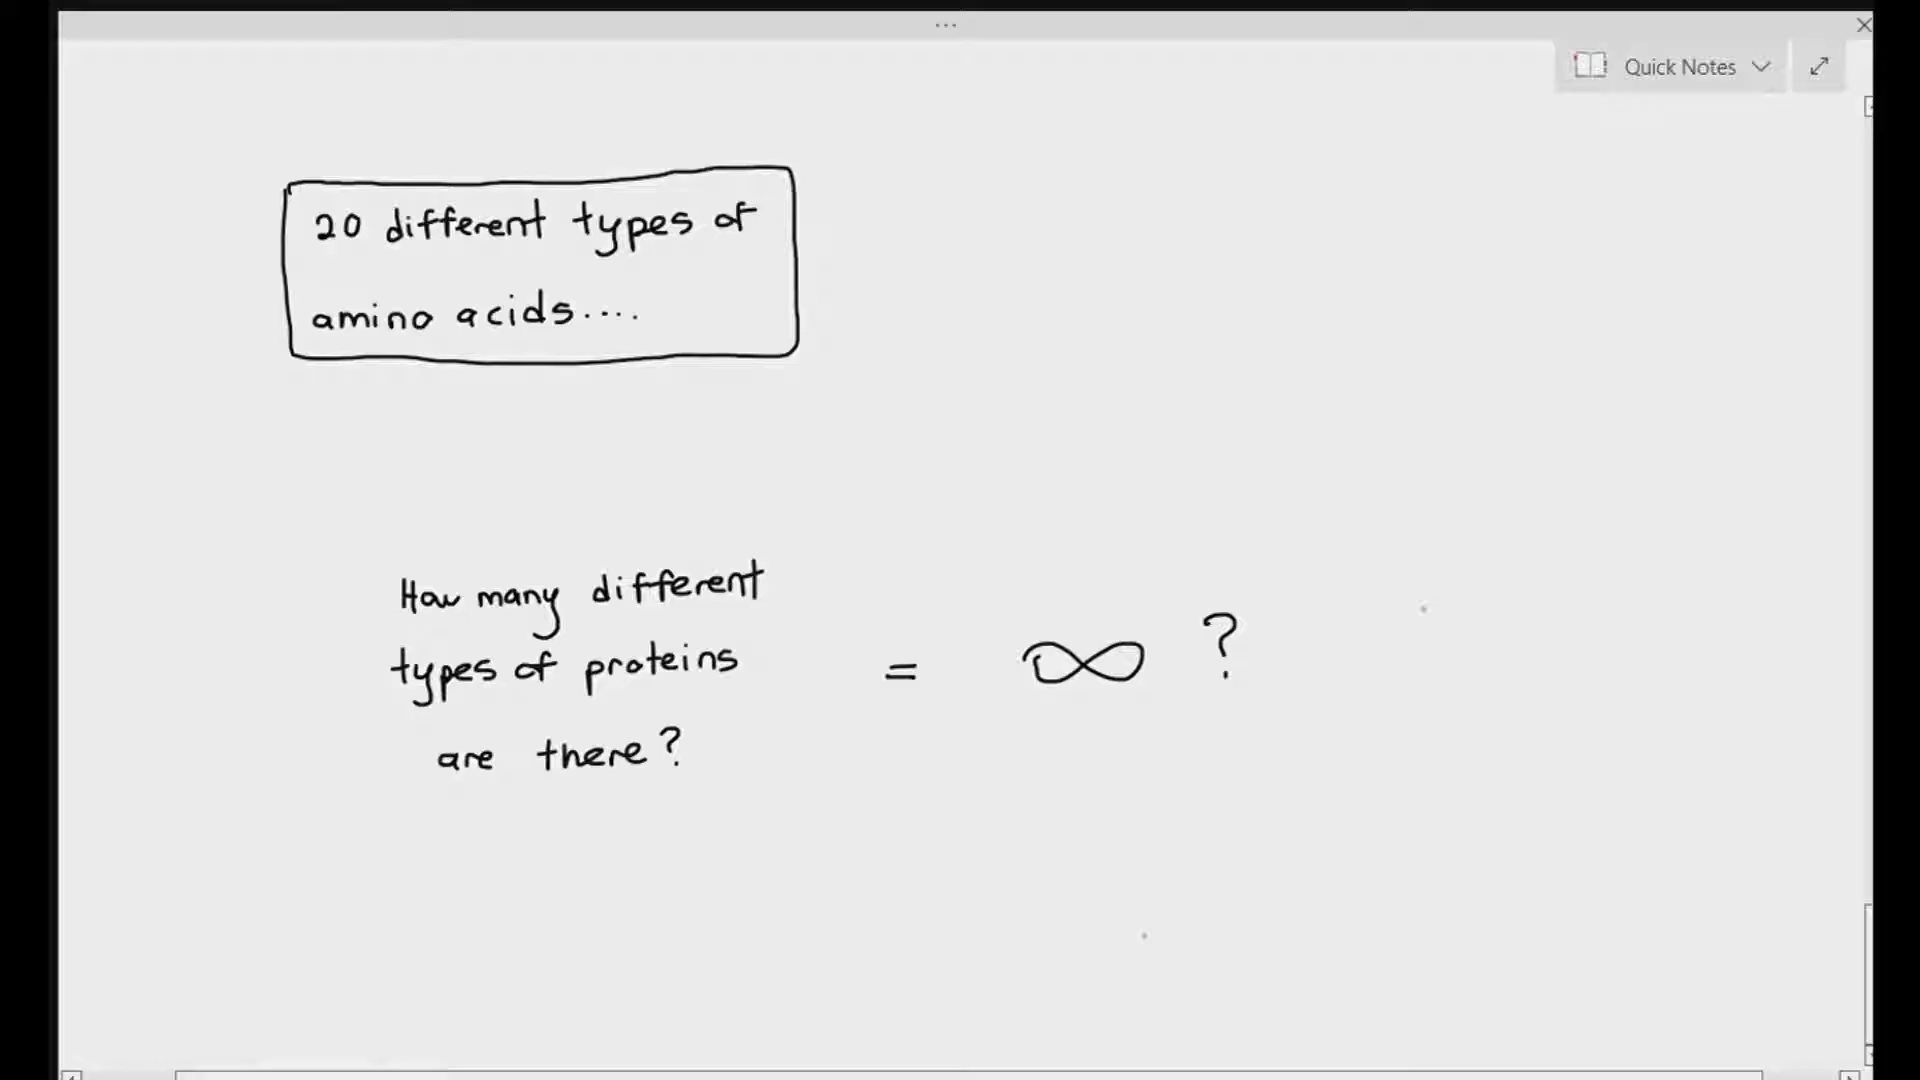 ...
Quick Notes
20 different types of
amino acids....
How many different
types of proteins
are there?
= ∞ ?